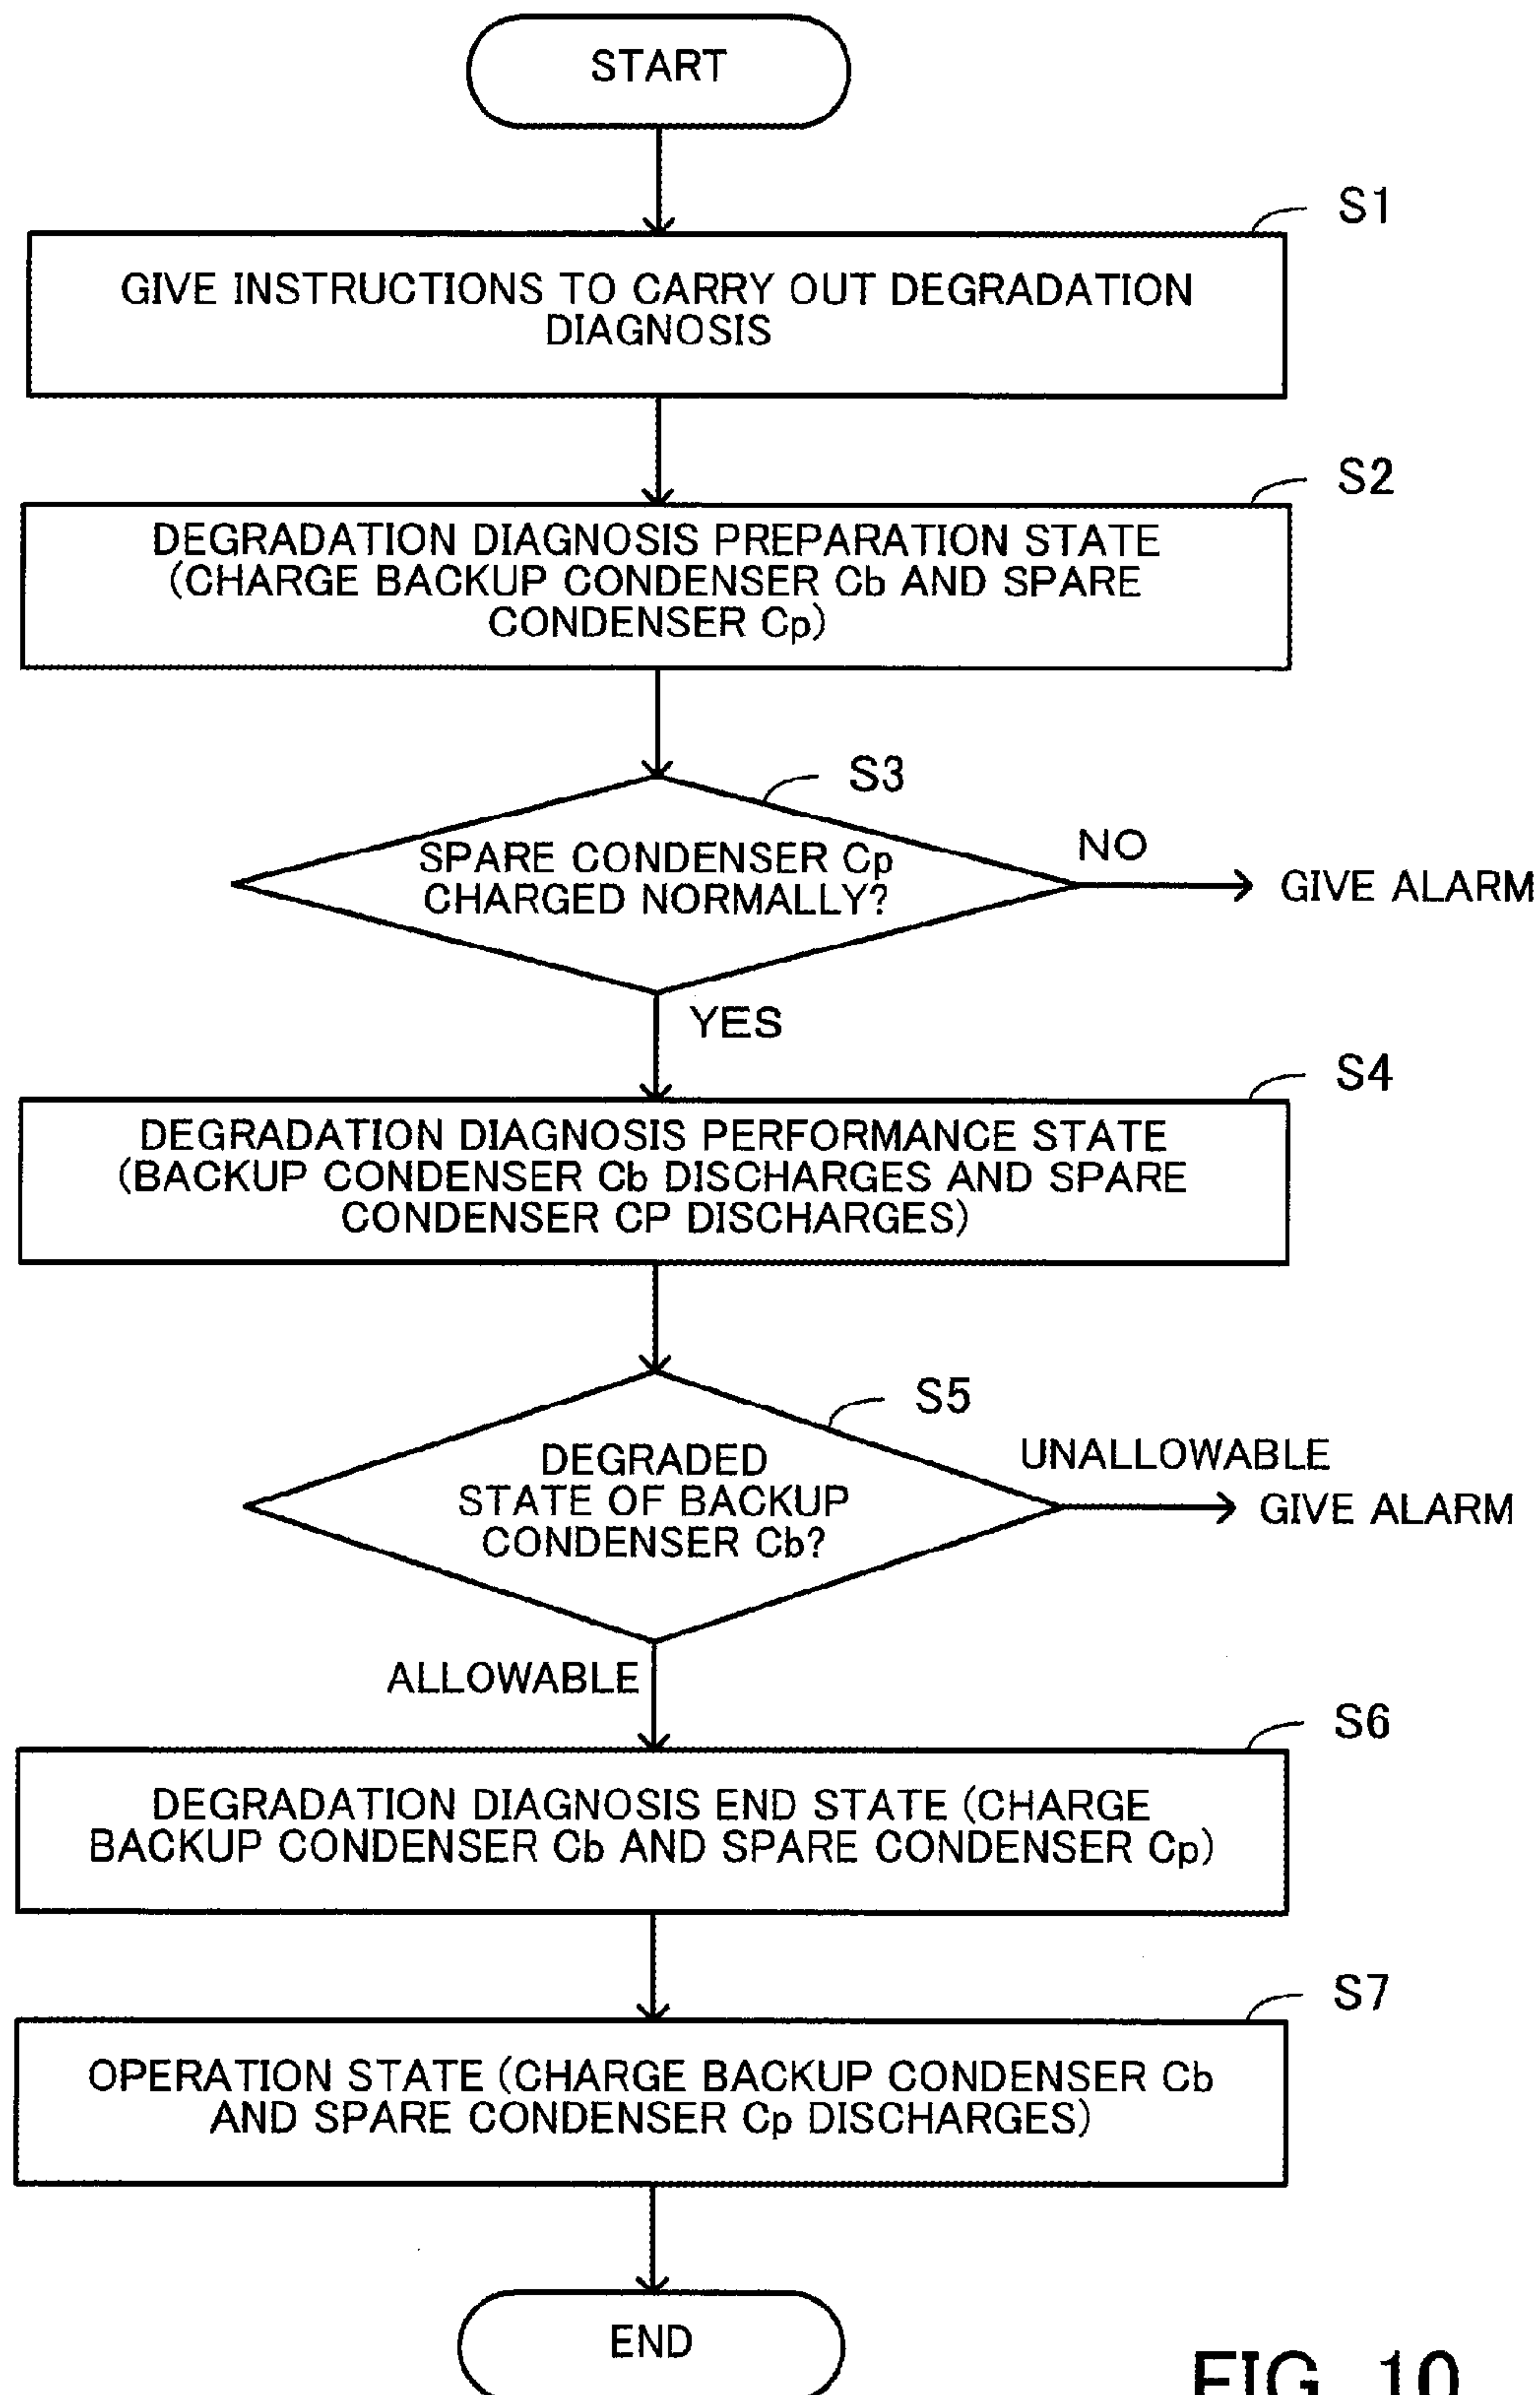 START
S1
GIVE INSTRUCTIONS TO CARRY OUT DEGRADATION
DIAGNOSIS
S2
DEGRADATION DIAGNOSIS PREPARATION STATE
(CHARGE BACKUP CONDENSER Cb AND SPARE
CONDENSER Cp)
S3
SPARE CONDENSER Cp
CHARGED NORMALLY?
NO
GIVE ALARM
YES
S4
DEGRADATION DIAGNOSIS PERFORMANCE STATE
(BACKUP CONDENSER Cb DISCHARGES AND SPARE
CONDENSER CP DISCHARGES)
S5
DEGRADED
STATE OF BACKUP
CONDENSER Cb?
UNALLOWABLE
GIVE ALARM
ALLOWABLE
S6
DEGRADATION DIAGNOSIS END STATE (CHARGE
BACKUP CONDENSER Cb AND SPARE CONDENSER Cp)
S7
OPERATION STATE (CHARGE BACKUP CONDENSER Cb
AND SPARE CONDENSER Cp DISCHARGES)
END
FIG. 10